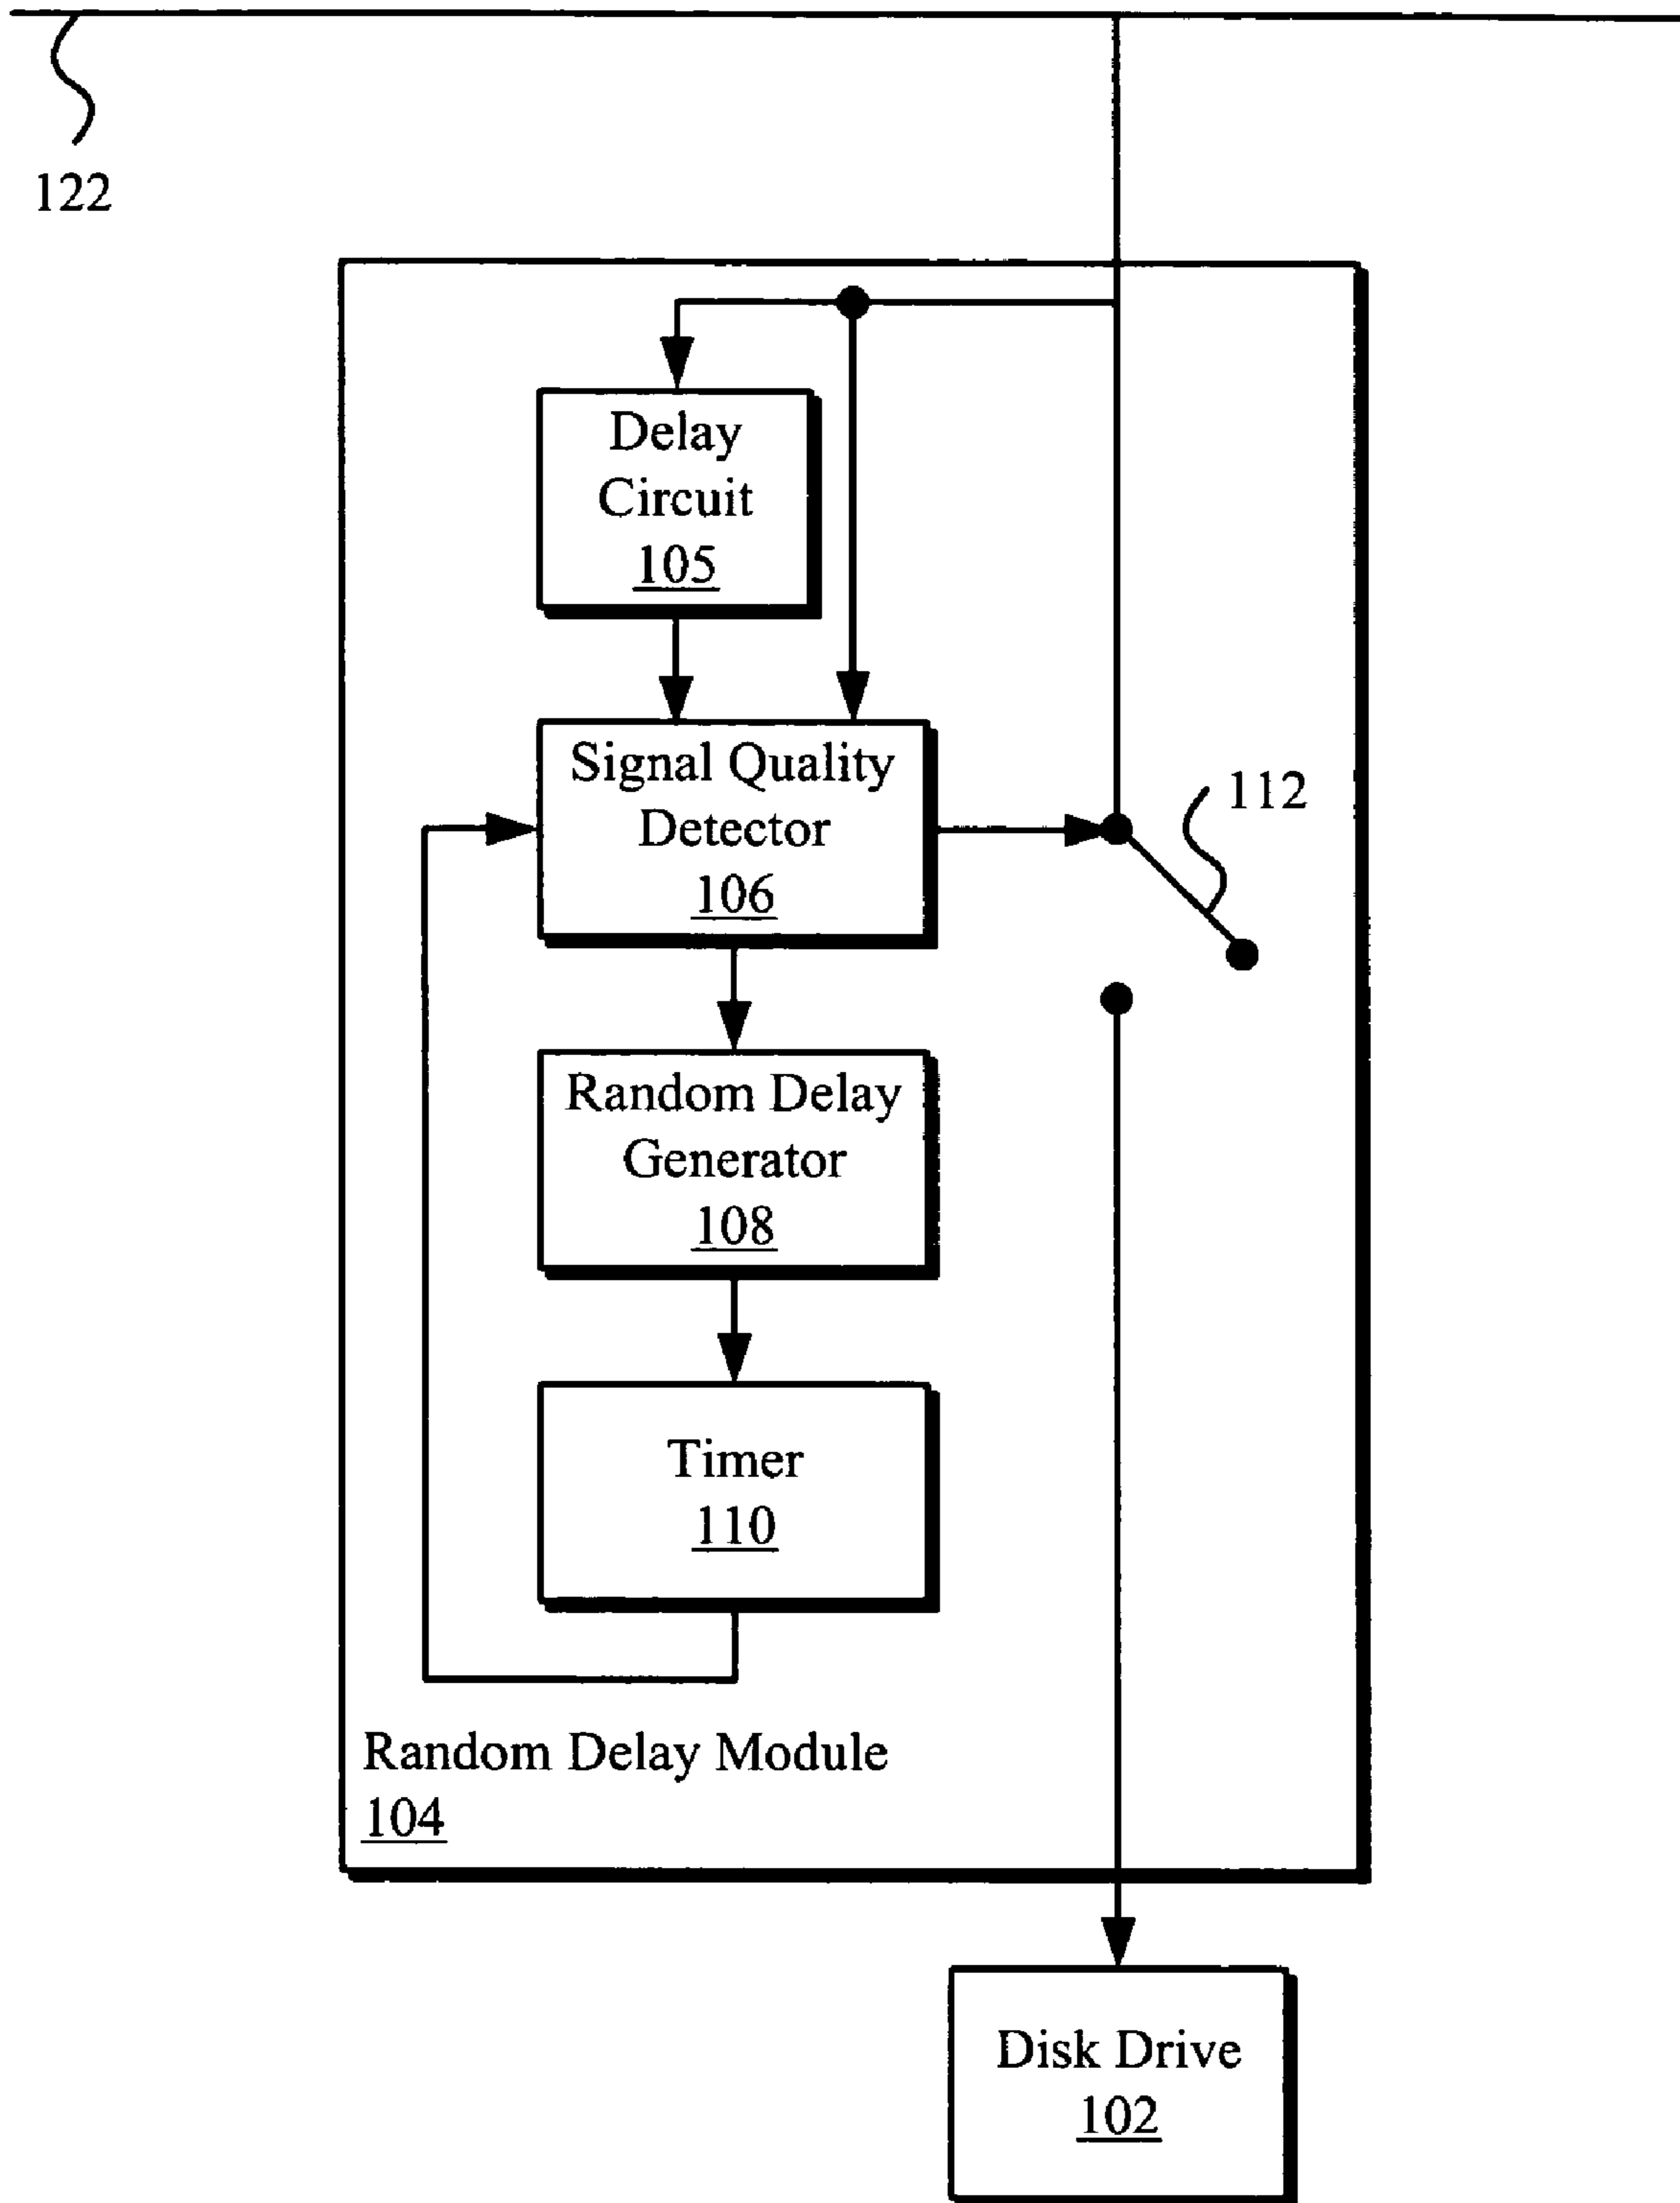 122
Delay
Circuit
105
Signal Quality
Detector
106
112
Random Delay
Generator
108
Timer
110
Random Delay Module
104
Disk Drive
102